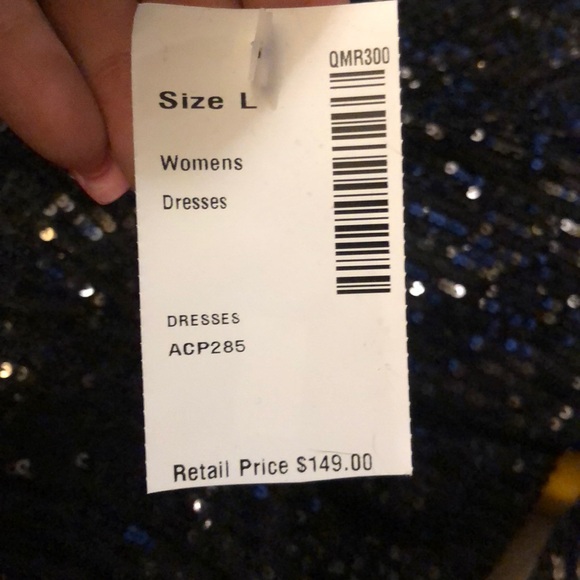 QMR300
Size L
Womens
Dresses
DRESSES
ACP285
Retail Price $149.00